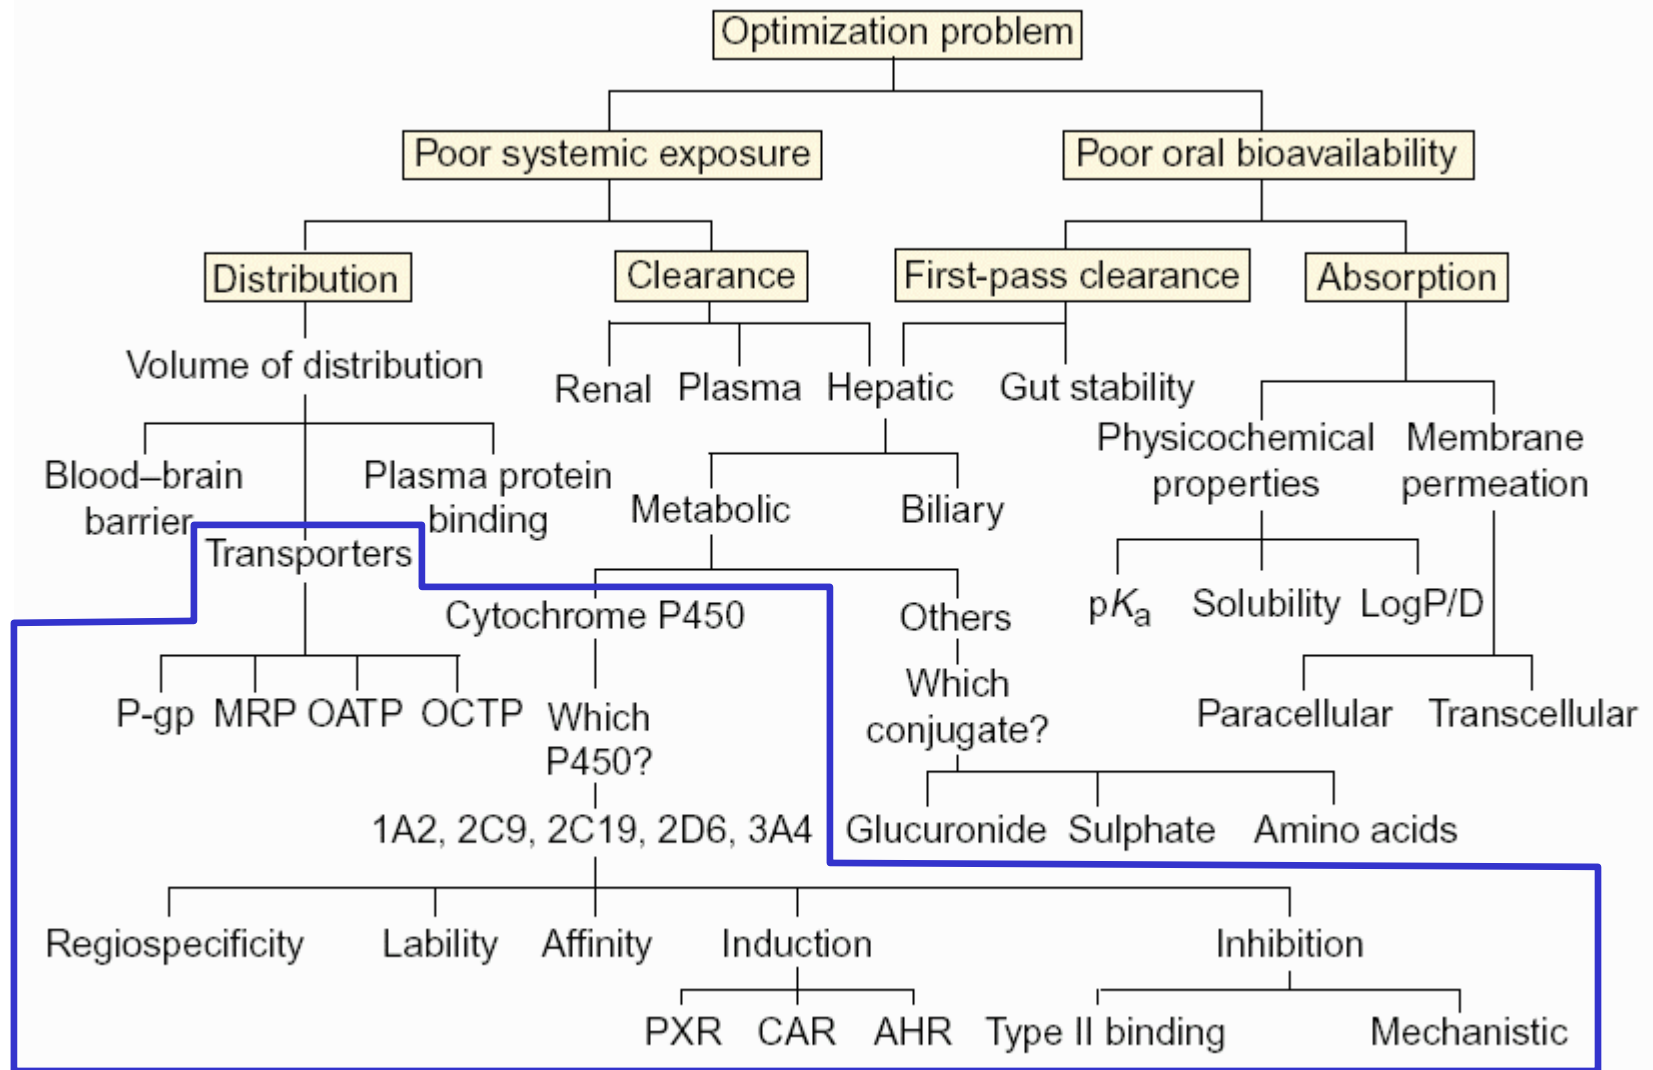 Optimization problem
Poor systemic exposure
Poor oral bioavailability
Distribution
Clearance
First-pass clearance
Absorption
Volume of distribution
Renal
Plasma
Hepatic
Gut stability
Physicochemical
properties
Membrane
permeation
Blood–brain
barrier
Plasma protein
binding
Metabolic
Biliary
Transporters
Cytochrome P450
Others
pKa
Solubility
LogP/D
P-gp
MRP
OATP
OCTP
Which
P450?
Which
conjugate?
Paracellular
Transcellular
1A2, 2C9, 2C19, 2D6, 3A4
Glucuronide
Sulphate
Amino acids
Regiospecificity
Lability
Affinity
Induction
Inhibition
PXR
CAR
AHR
Type II binding
Mechanistic